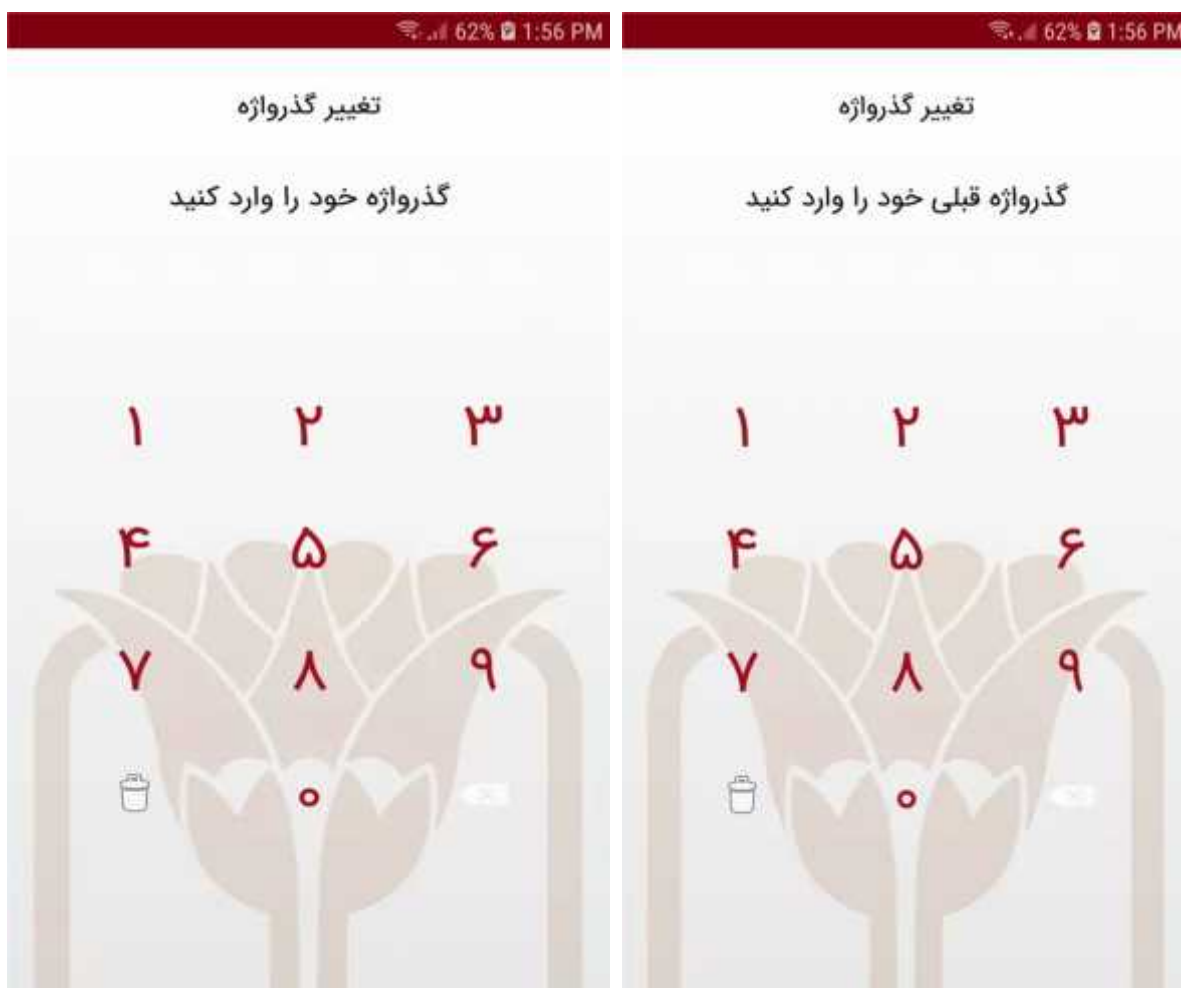 62% 1:56 PM
تغییر گذرواژه
گذرواژه خود را وارد کنید
۱ ۲ ۳
۴ ۵ ۶
۷ ۸ ۹
۰
62% 1:56 PM
تغییر گذرواژه
گذرواژه قبلی خود را وارد کنید
۱ ۲ ۳
۴ ۵ ۶
۷ ۸ ۹
۰